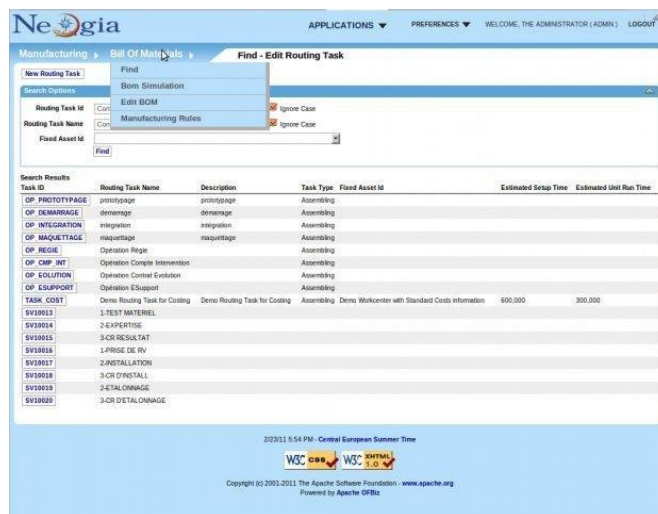 Neogia
APPLICATIONS PREFERENCES WELCOME, THE ADMINISTRATOR ( ADMIN ) LOGOUT
Manufacturing Bill Of Materials Find - Edit Routing Task
New Routing Task
Find
Search Options
Bom Simulation
Routing Task Id Con Edit BOM Ignore Case
Routing Task Name Con Manufacturing Rules Ignore Case
Fixed Asset Id
Find
Search Results
Task ID Routing Task Name Description Task Type Fixed Asset Id Estimated Setup Time Estimated Unit Run Time
OP_PROTOTYPAGE prototypage prototypage Assembling
OP_DEMARRAGE démarrage démarrage Assembling
OP_INTEGRATION intégration intégration Assembling
OP_MAQUETTAGE maquettage maquettage Assembling
OP_REGIE Opération Régie Assembling
OP_CMP_INT Opération Compte Intervention Assembling
OP_EOLUTION Opération Contrat Evolution Assembling
OP_ESUPPORT Opération ESupport Assembling
TASK_COST Demo Routing Task for Costing Demo Routing Task for Costing Assembling Demo Workcenter with Standard Costs information 600,000 300,000
SV10013 1-TEST MATERIEL
SV10014 2-EXPERTISE
SV10015 3-CR RESULTAT
SV10016 1-PRISE DE RV
SV10017 2-INSTALLATION
SV10018 3-CR D'INSTALL
SV10019 2-ETALONNAGE
SV10020 3-CR D'ETALONNAGE
2/23/11 5:54 PM - Central European Summer Time
W3C css W3C XHTML 1.0
Copyright (c) 2001-2011 The Apache Software Foundation - www.apache.org
Powered by Apache OFBiz